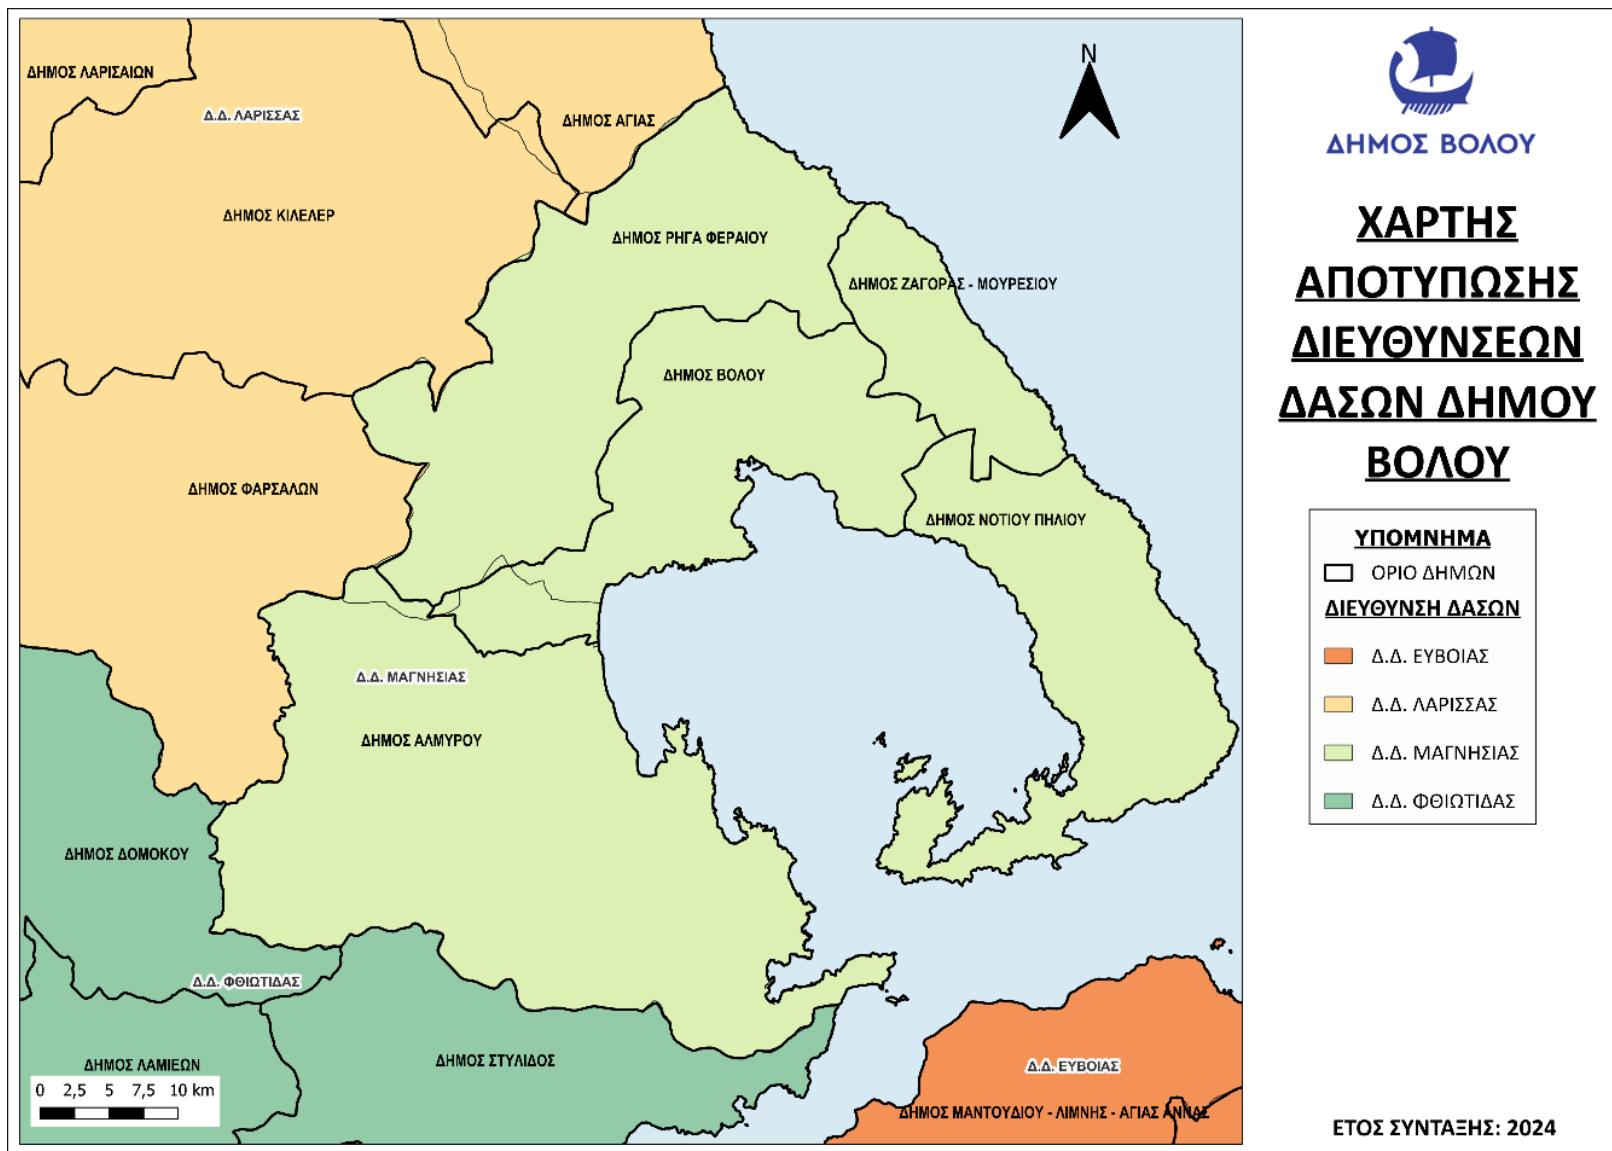 ΔΗΜΟΣ ΛΑΡΙΣΑΙΩΝ
Δ.Δ. ΛΑΡΙΣΣΑΣ
ΔΗΜΟΣ ΑΓΙΑΣ
ΔΗΜΟΣ ΚΙΛΕΛΕΡ
ΔΗΜΟΣ ΡΗΓΑ ΦΕΡΑΙΟΥ
ΔΗΜΟΣ ΖΑΓΟΡΑΣ - ΜΟΥΡΕΣΙΟΥ
ΔΗΜΟΣ ΒΟΛΟΥ
ΔΗΜΟΣ ΦΑΡΣΑΛΩΝ
ΔΗΜΟΣ ΝΟΤΙΟΥ ΠΗΛΙΟΥ
Δ.Δ. ΜΑΓΝΗΣΙΑΣ
ΔΗΜΟΣ ΑΛΜΥΡΟΥ
ΔΗΜΟΣ ΔΟΜΟΚΟΥ
Δ.Δ. ΦΘΙΩΤΙΔΑΣ
ΔΗΜΟΣ ΛΑΜΙΕΩΝ
ΔΗΜΟΣ ΣΤΥΛΙΔΟΣ
Δ.Δ. ΕΥΒΟΙΑΣ
ΔΗΜΟΣ ΜΑΝΤΟΥΔΙΟΥ - ΛΙΜΝΗΣ - ΑΓΙΑΣ ΑΝΝΑΣ
0 2,5 5 7,5 10 km
N
ΔΗΜΟΣ ΒΟΛΟΥ
ΧΑΡΤΗΣ
ΑΠΟΤΥΠΩΣΗΣ
ΔΙΕΥΘΥΝΣΕΩΝ
ΔΑΣΩΝ ΔΗΜΟΥ
ΒΟΛΟΥ
ΥΠΟΜΝΗΜΑ
ΟΡΙΟ ΔΗΜΩΝ
ΔΙΕΥΘΥΝΣΗ ΔΑΣΩΝ
Δ.Δ. ΕΥΒΟΙΑΣ
Δ.Δ. ΛΑΡΙΣΣΑΣ
Δ.Δ. ΜΑΓΝΗΣΙΑΣ
Δ.Δ. ΦΘΙΩΤΙΔΑΣ
ΕΤΟΣ ΣΥΝΤΑΞΗΣ: 2024